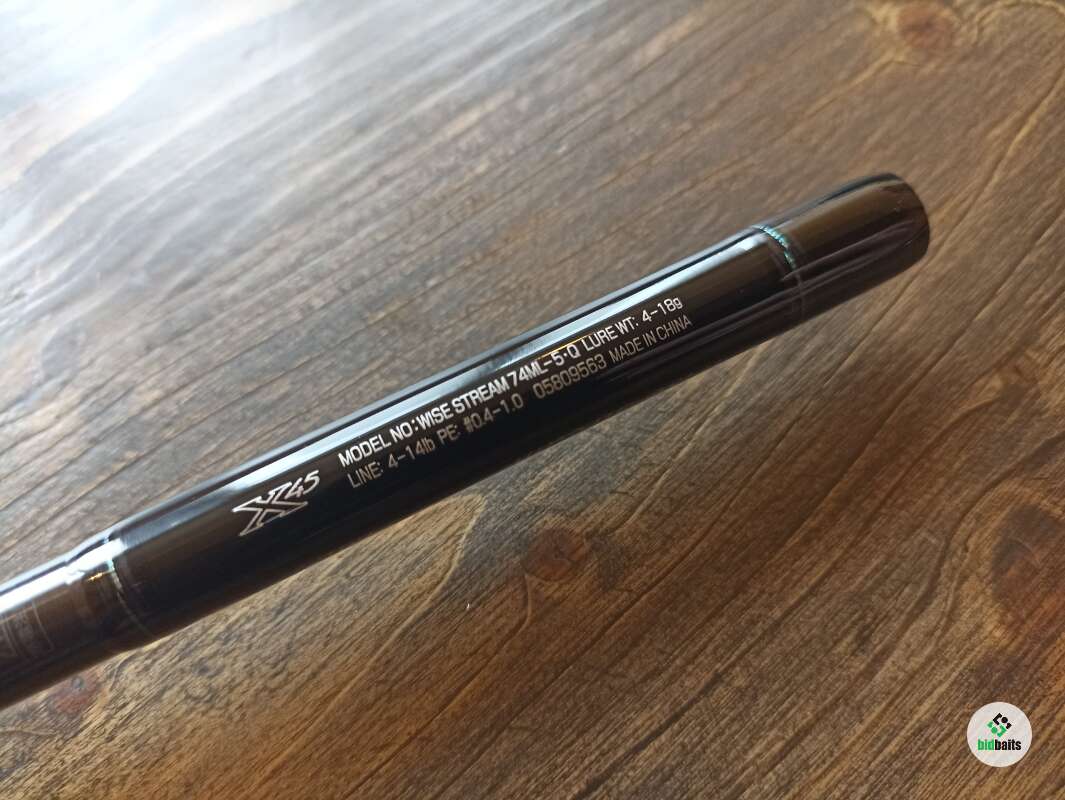 X45
MODEL NO:WISE STREAM 74ML-5·Q LURE WT: 4-18g
LINE: 4-14lb PE: #0.4-1.0 05809563 MADE IN CHINA
bidbaits